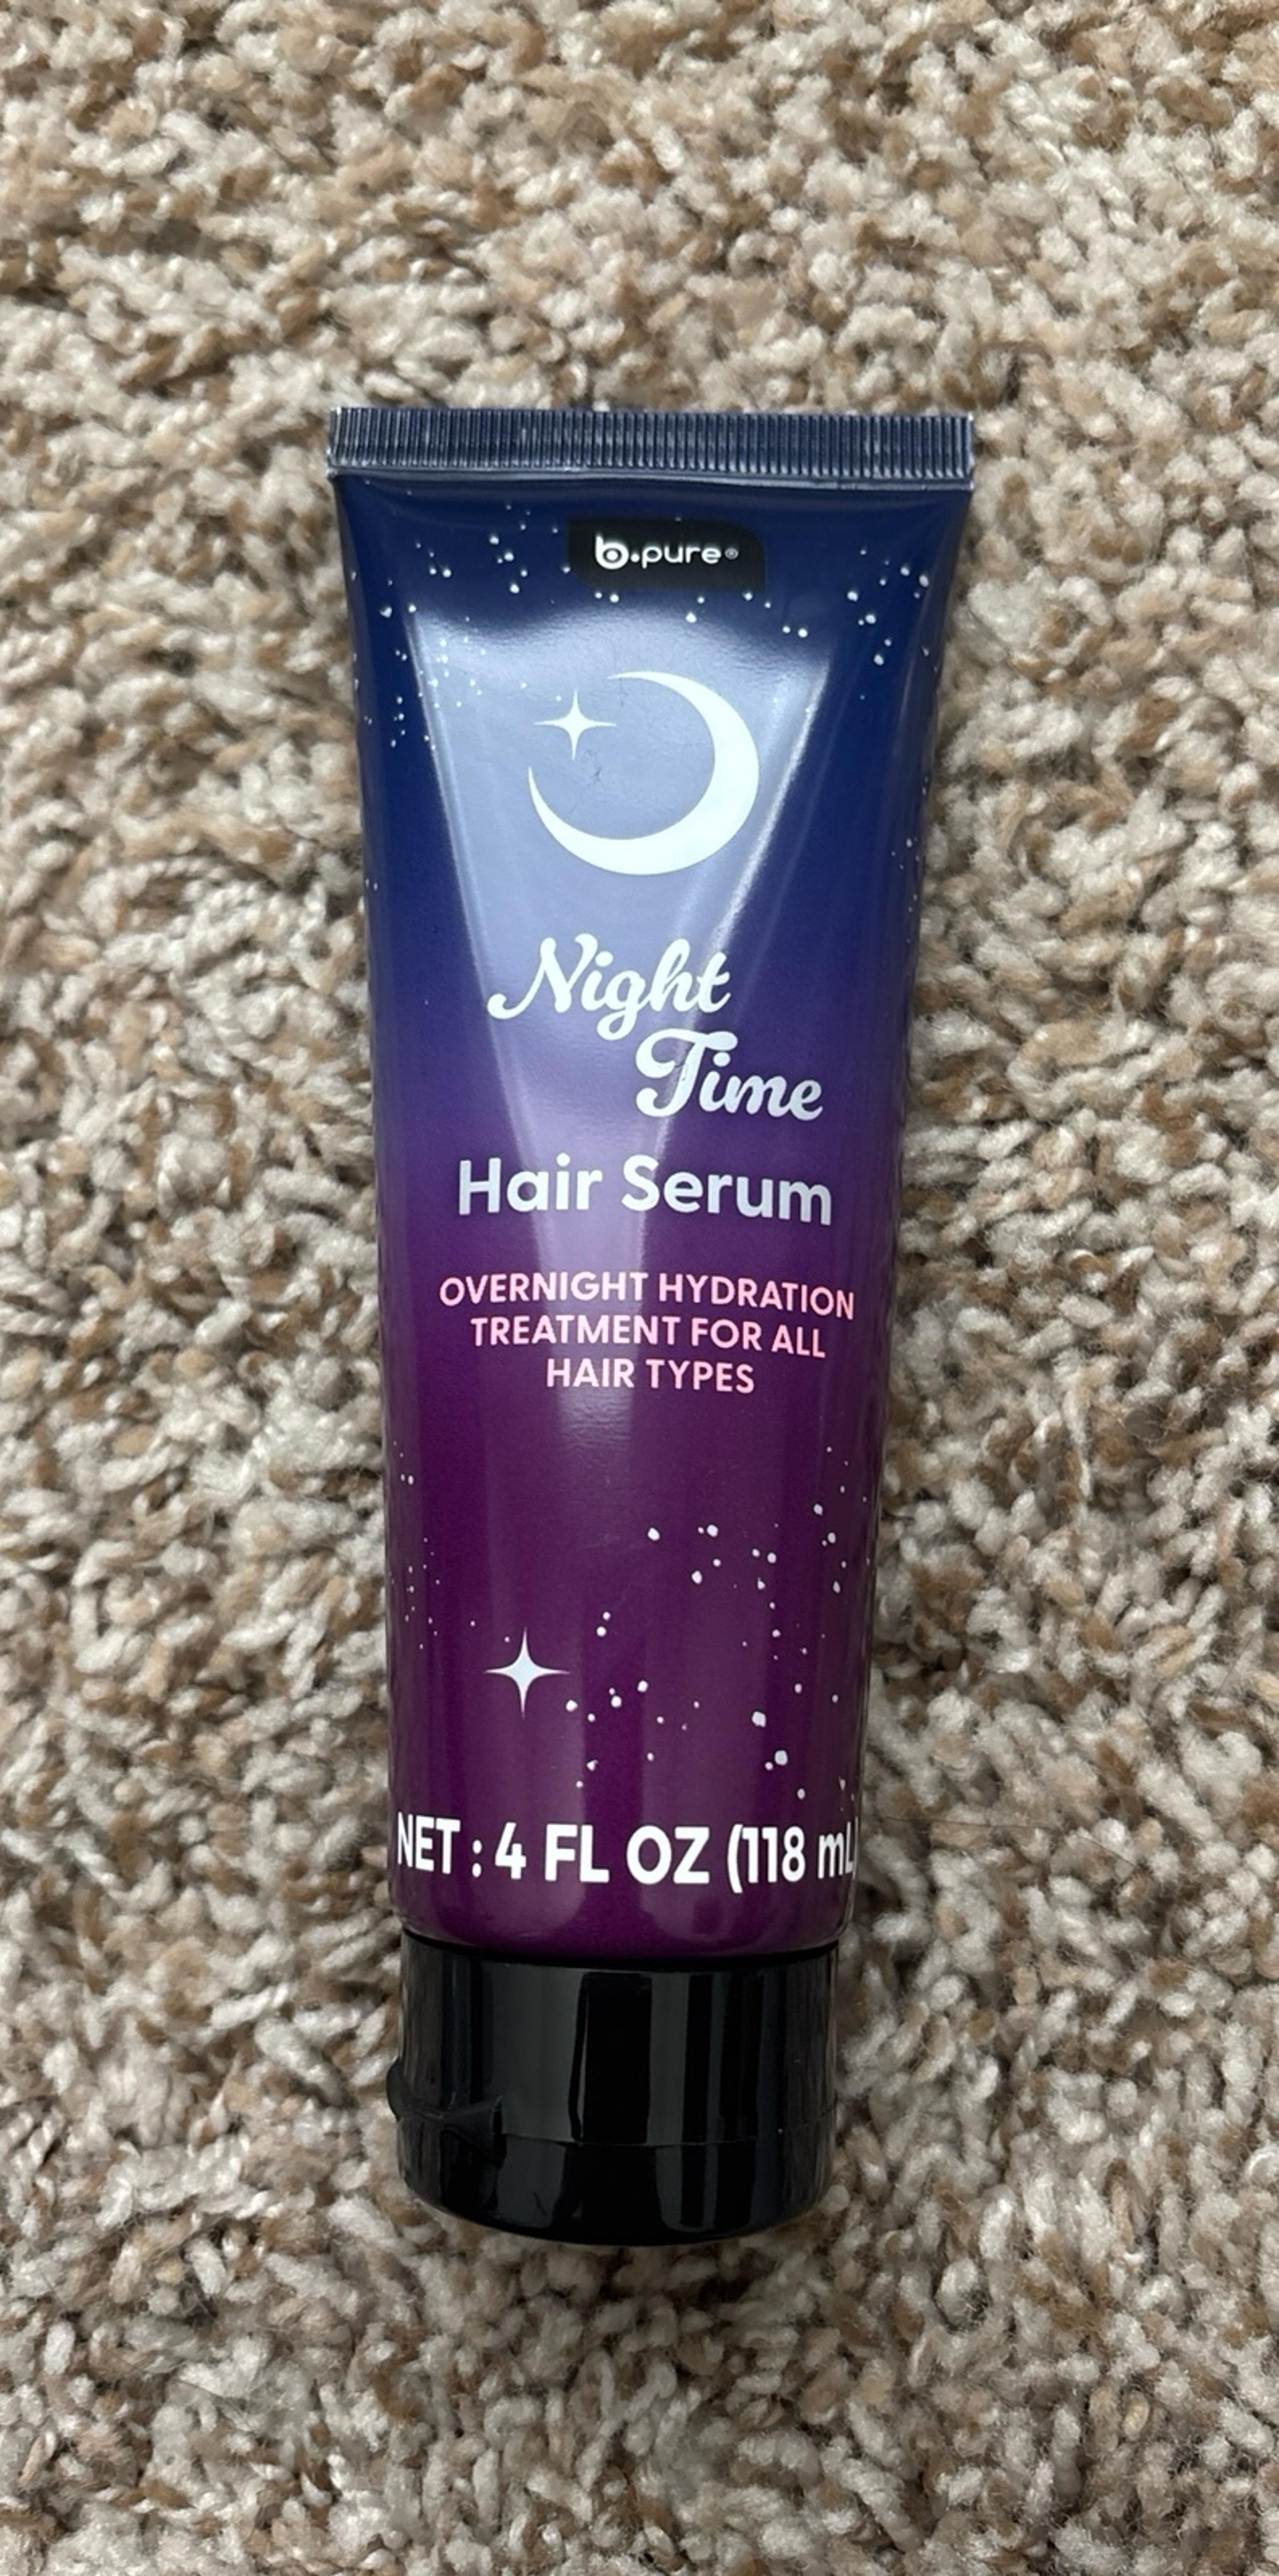 b.pure®
Night
Time
Hair Serum
OVERNIGHT HYDRATION
TREATMENT FOR ALL
HAIR TYPES
NET : 4 FL OZ (118 mL)